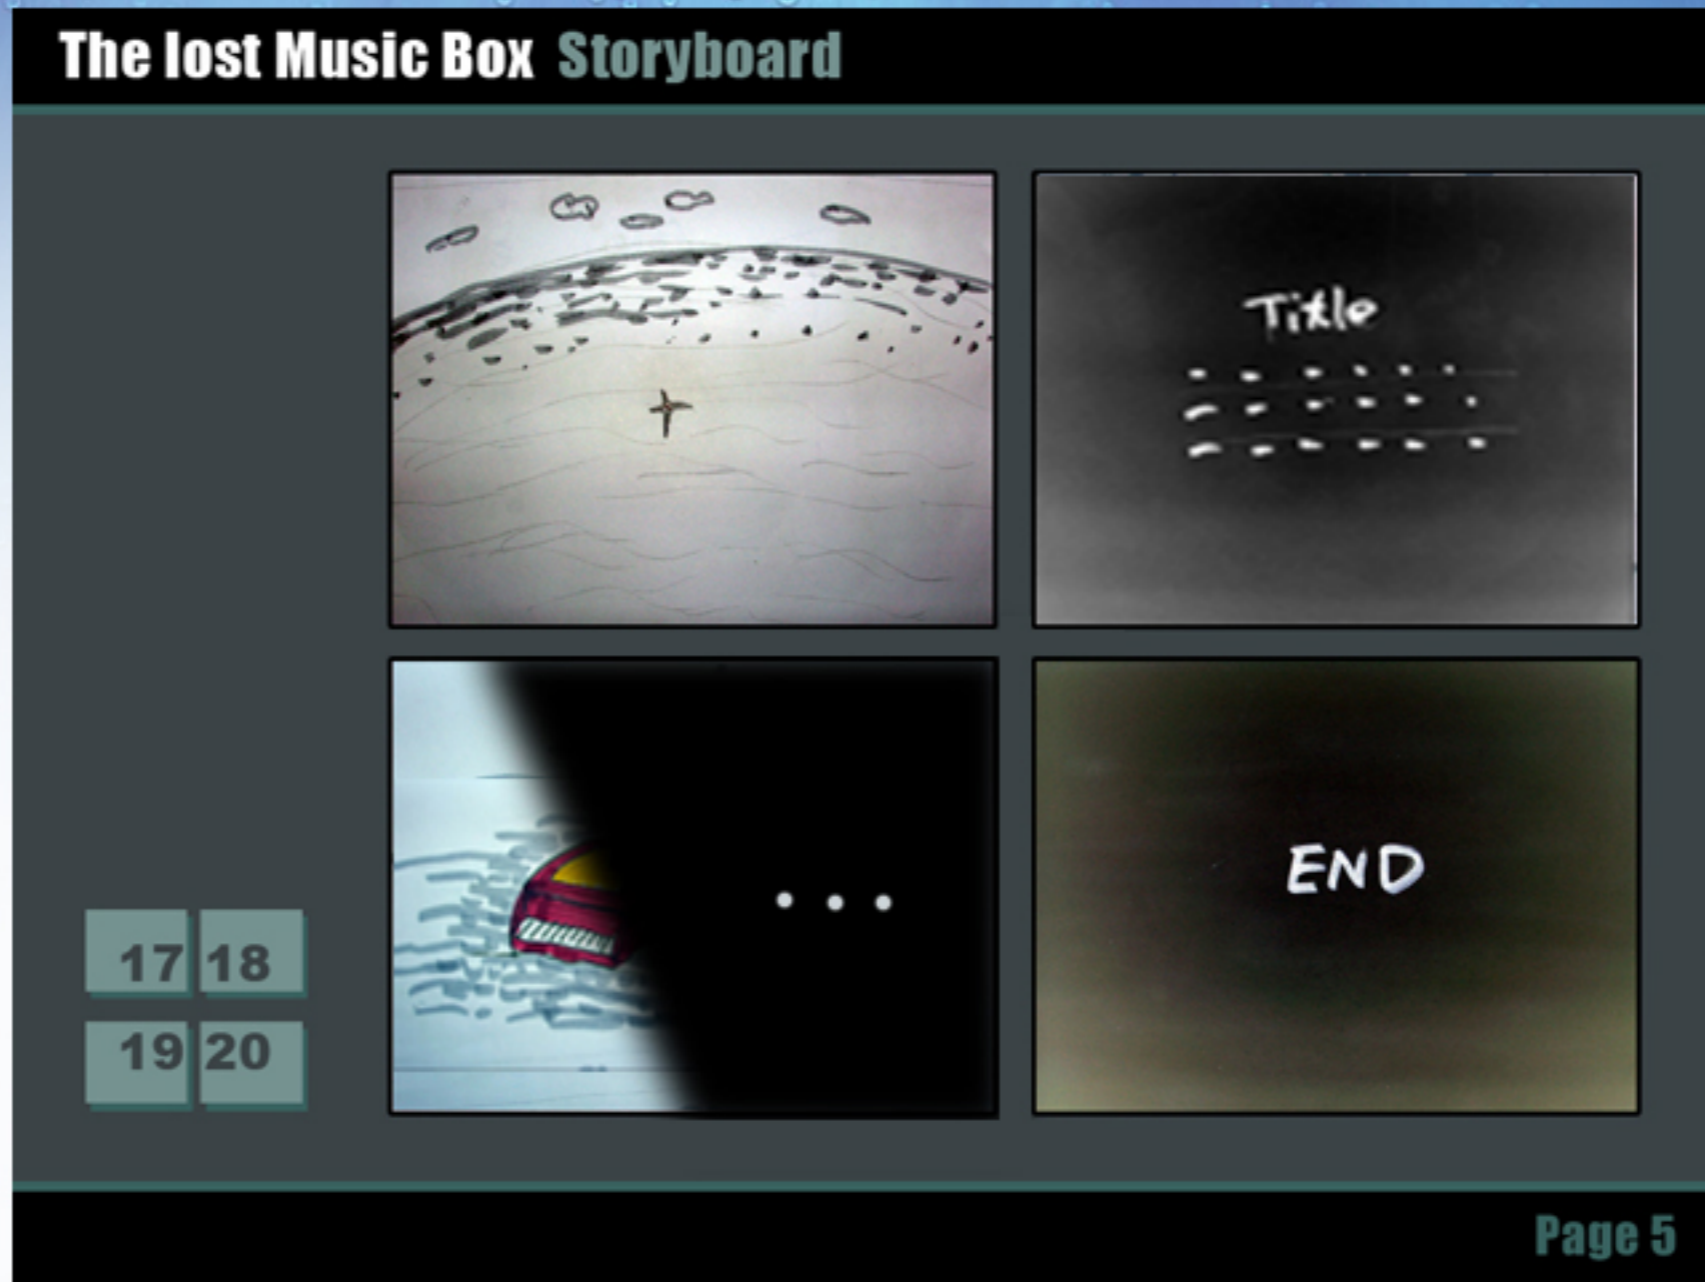 The lost Music Box Storyboard
Title
. . .
END
17 18
19 20
Page 5